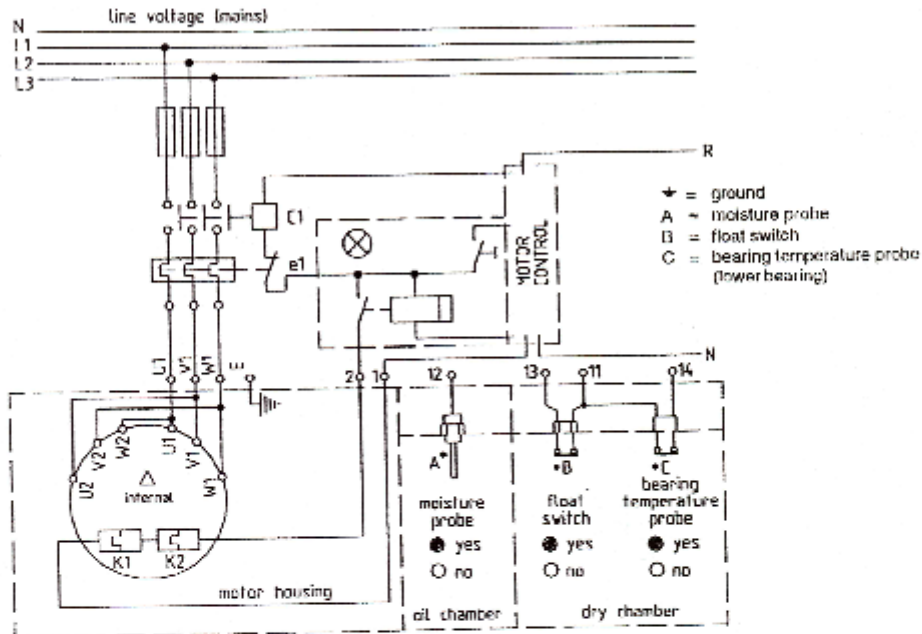 line voltage (mains)
N
L1
L2
L3
R
C1
e1
MOTOR
CONTROL
⏚ = ground
A = moisture probe
B = float switch
C = bearing temperature probe
(lower bearing)
N
U1
V1
W1
E
2
1
12
13
11
14
U2
V2
W2
U1
V1
W1
△
internal
K1
K2
motor housing
A*
moisture
probe
yes
no
oil chamber
*B
float
switch
yes
no
*C
bearing
temperature
probe
yes
no
dry chamber